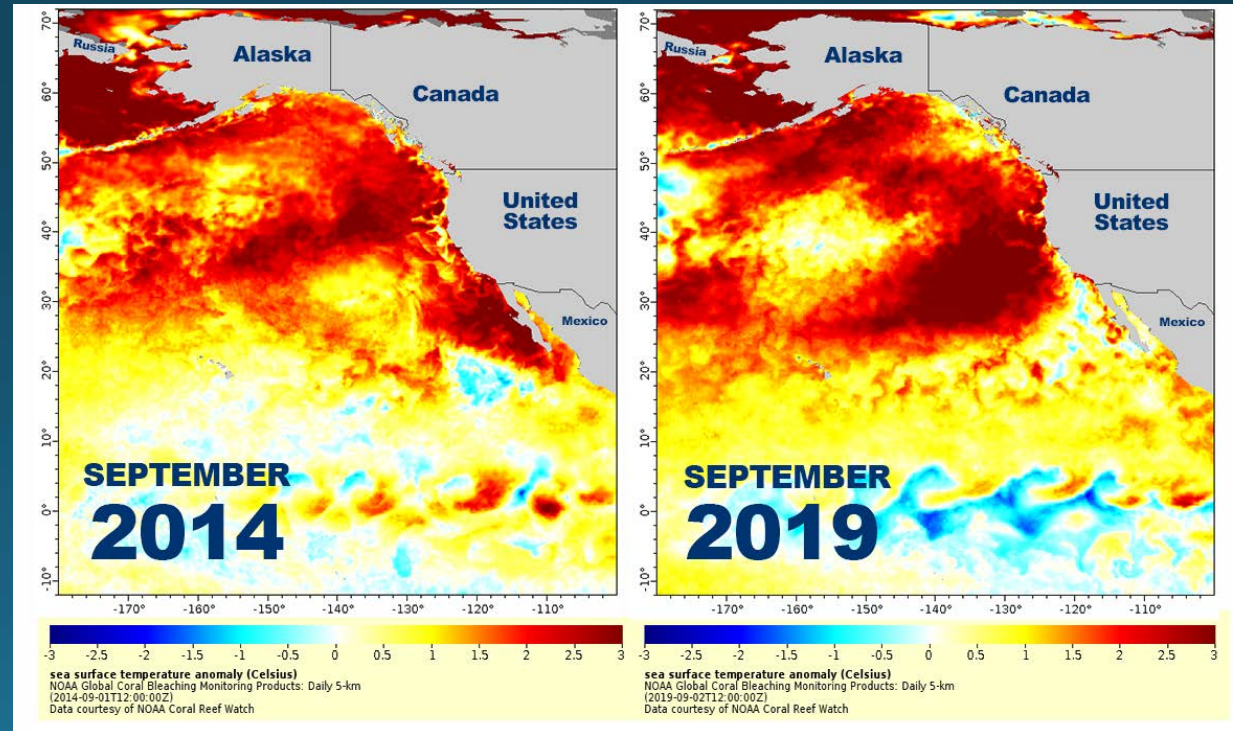 70°
60°
50°
40°
30°
20°
10°
0°
-10°
Russia
Alaska
Canada
United
States
Mexico
SEPTEMBER
2014
-170°
-160°
-150°
-140°
-130°
-120°
-110°
-3 -2.5 -2 -1.5 -1 -0.5 0 0.5 1 1.5 2 2.5 3
sea surface temperature anomaly (Celsius)
NOAA Global Coral Bleaching Monitoring Products: Daily 5-km
(2014-09-01T12:00:00Z)
Data courtesy of NOAA Coral Reef Watch
70°
60°
50°
40°
30°
20°
10°
0°
-10°
Russia
Alaska
Canada
United
States
Mexico
SEPTEMBER
2019
-170°
-160°
-150°
-140°
-130°
-120°
-110°
-3 -2.5 -2 -1.5 -1 -0.5 0 0.5 1 1.5 2 2.5 3
sea surface temperature anomaly (Celsius)
NOAA Global Coral Bleaching Monitoring Products: Daily 5-km
(2019-09-02T12:00:00Z)
Data courtesy of NOAA Coral Reef Watch